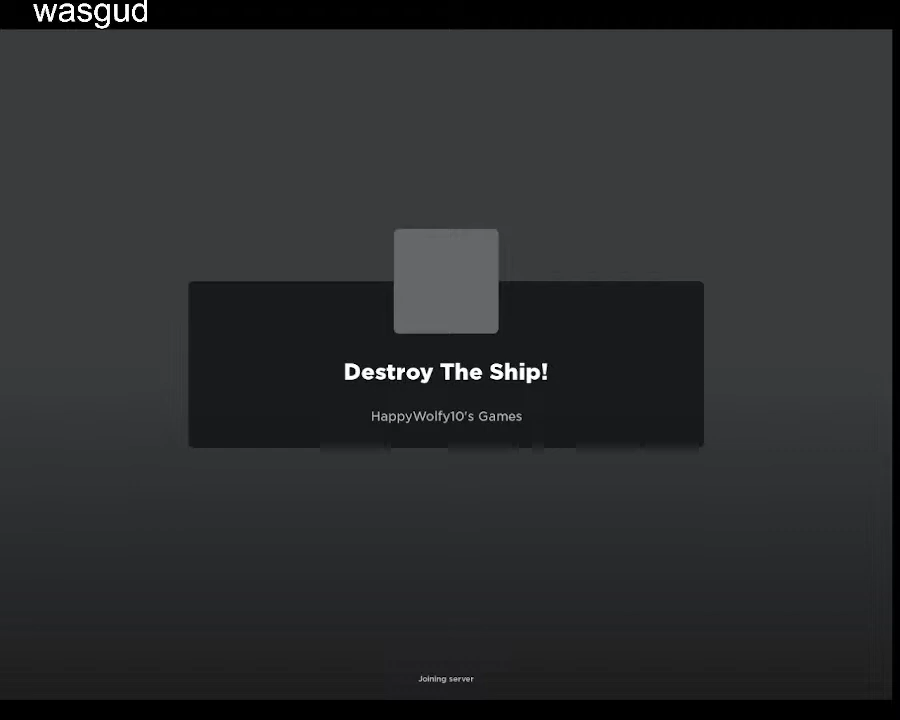 wasgud
Destroy The Ship!
HappyWolfy10's Games
Joining server